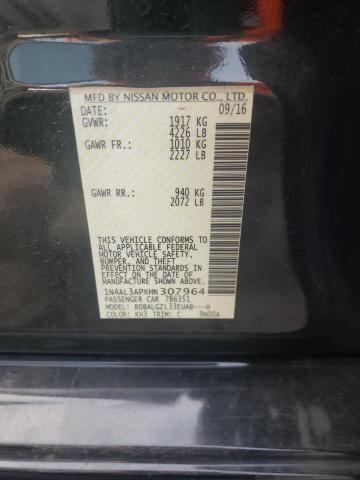 MFD BY NISSAN MOTOR CO., LTD.
DATE: — 09/16
GVWR: 1917 KG
4226 LB
GAWR FR.: 1010 KG
2227 LB
GAWR RR.: 940 KG
2072 LB
THIS VEHICLE CONFORMS TO
ALL APPLICABLE FEDERAL
MOTOR VEHICLE SAFETY,
BUMPER, AND THEFT
PREVENTION STANDARDS
IN EFFECT ON THE DATE OF
MANUFACTURE SHOWN ABOVE.
1N4AL3APXHN307964
PASSENGER CAR 786351
MODEL: BDBALGZL33EUAB---H
COLOR: KH3 TRIM: C 9N00A